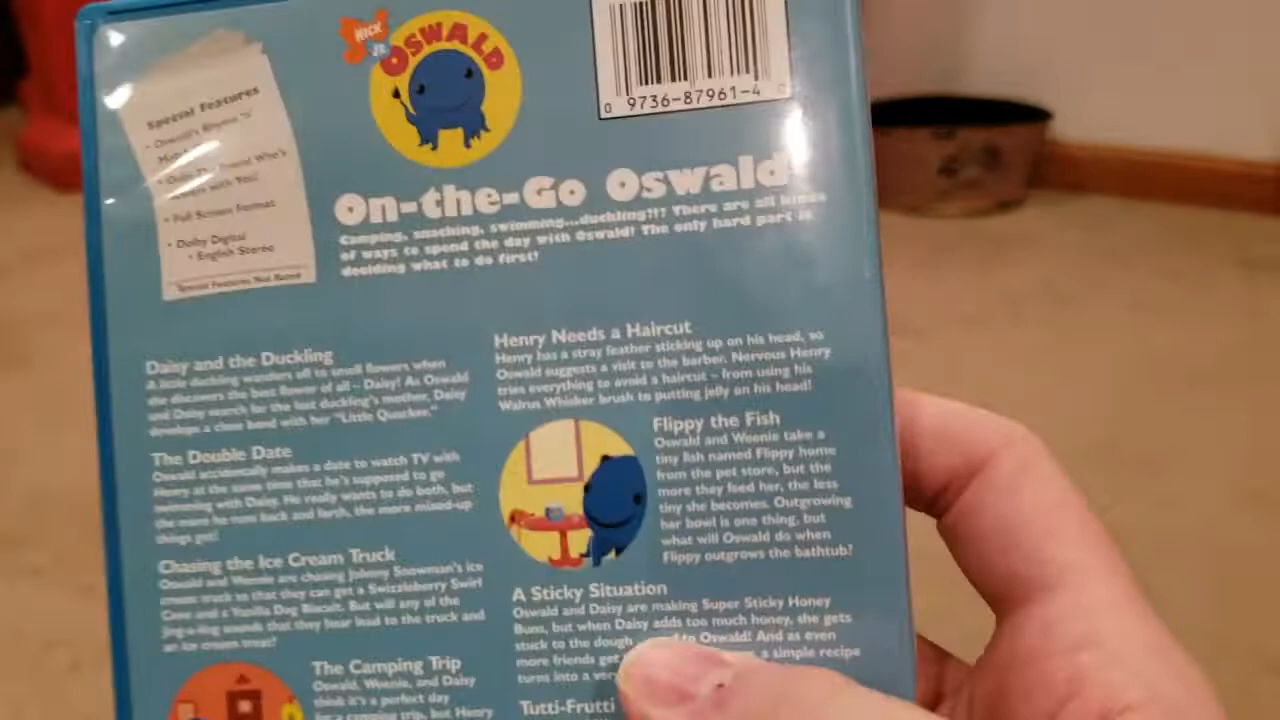 NICK
JR
OSWALD
0 9736-87961-4 0
Special Features
• Oswald's Rhyme 'n'
Who's
with You!
• Full Screen Format
• Dolby Digital
• English Stereo
Special Features Not Rated
On-the-Go Oswald
Camping, snacking, swimming...duckling?!? There are all kinds
of ways to spend the day with Oswald! The only hard part is
deciding what to do first!
Daisy and the Duckling
A little duckling wanders off to smell flowers when
she discovers the best flower of all – Daisy! As Oswald
and Daisy search for the lost duckling's mother, Daisy
develops a close bond with her "Little Quacker."
The Double Date
Oswald accidentally makes a date to watch TV with
Henry at the same time that he's supposed to go
swimming with Daisy. He really wants to do both, but
the more he runs back and forth, the more mixed-up
things get!
Chasing the Ice Cream Truck
Oswald and Weenie are chasing Johnny Snowman's ice
cream truck so that they can get a Swizzleberry Swirl
Cone and a Vanilla Dog Biscuit. But will any of the
jing-a-ling sounds that they hear lead to the truck and
an ice cream treat?
The Camping Trip
Oswald, Weenie, and Daisy
think it's a perfect day
for a camping trip, but Henry
Henry Needs a Haircut
Henry has a stray feather sticking up on his head, so
Oswald suggests a visit to the barber. Nervous Henry
tries everything to avoid a haircut – from using his
Walrus Whisker brush to putting jelly on his head!
Flippy the Fish
Oswald and Weenie take a
tiny fish named Flippy home
from the pet store, but the
more they feed her, the less
tiny she becomes. Outgrowing
her bowl is one thing, but
what will Oswald do when
Flippy outgrows the bathtub?
A Sticky Situation
Oswald and Daisy are making Super Sticky Honey
Buns, but when Daisy adds too much honey, she gets
stuck to the dough to Oswald! And as even
more friends get a simple recipe
turns into a
Tutti-Frutti